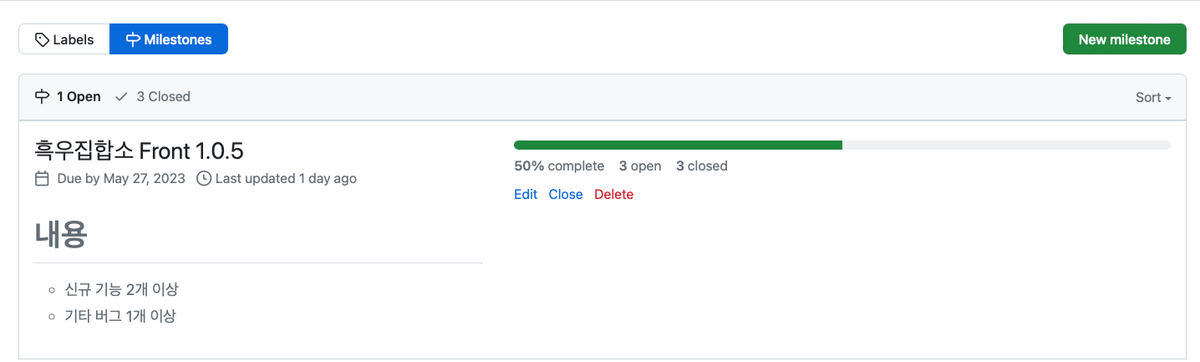 Labels Milestones New milestone
1 Open 3 Closed Sort
흑우집합소 Front 1.0.5
Due by May 27, 2023 Last updated 1 day ago
50% complete 3 open 3 closed
Edit Close Delete
내용
신규 기능 2개 이상
기타 버그 1개 이상